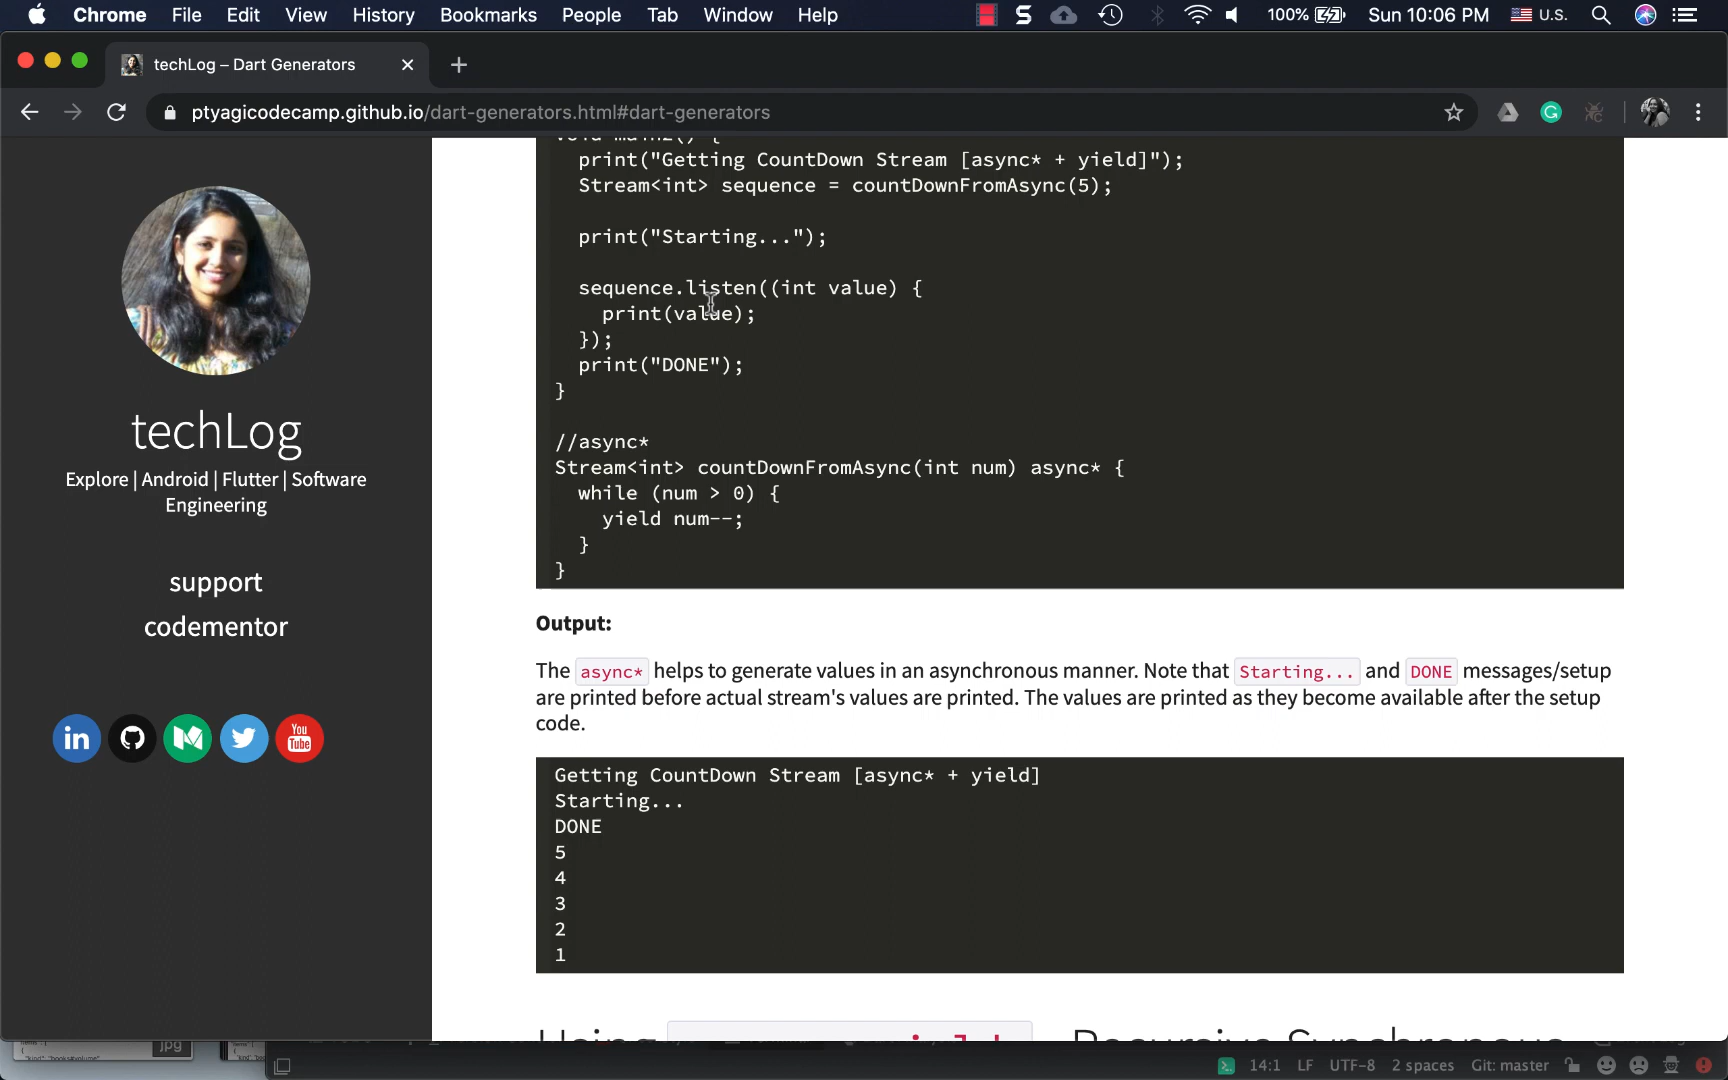 Chrome File Edit View History Bookmarks People Tab Window Help 100% Sun 10:06 PM U.S.
techLog – Dart Generators
ptyagicodecamp.github.io/dart-generators.html#dart-generators
print("Getting CountDown Stream [async* + yield]");
Stream<int> sequence = countDownFromAsync(5);
print("Starting...");
sequence.listen((int value) {
print(value);
});
print("DONE");
}
//async*
Stream<int> countDownFromAsync(int num) async* {
while (num > 0) {
yield num--;
}
}
techLog
Explore | Android | Flutter | Software
Engineering
support
codementor
in
You
Tube
Output:
The async* helps to generate values in an asynchronous manner. Note that Starting... and DONE messages/setup
are printed before actual stream's values are printed. The values are printed as they become available after the setup
code.
Getting CountDown Stream [async* + yield]
Starting...
DONE
5
4
3
2
1
jpg
14:1 LF UTF-8 2 spaces Git: master